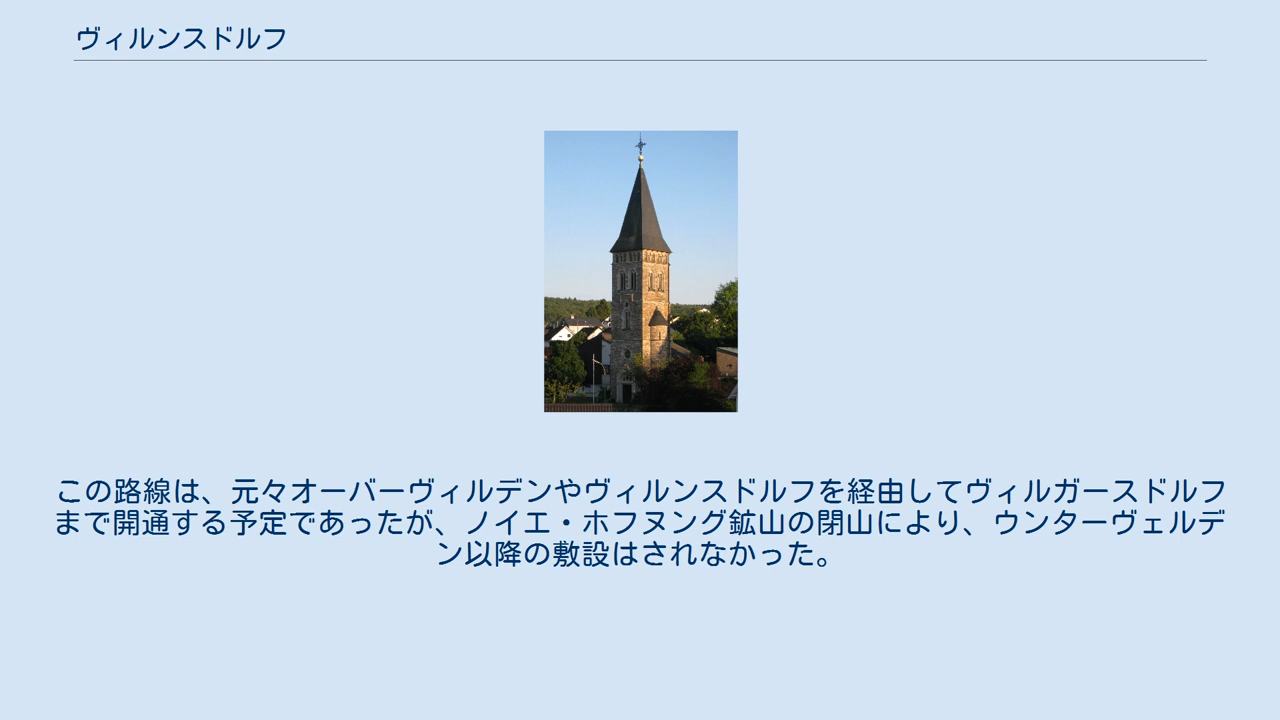 ヴィルンスドルフ
この路線は、元々オーバーヴィルデンやヴィルンスドルフを経由してヴィルガースドルフ
まで開通する予定であったが、ノイエ・ホフヌング鉱山の閉山により、ウンターヴェルデ
ン以降の敷設はされなかった。